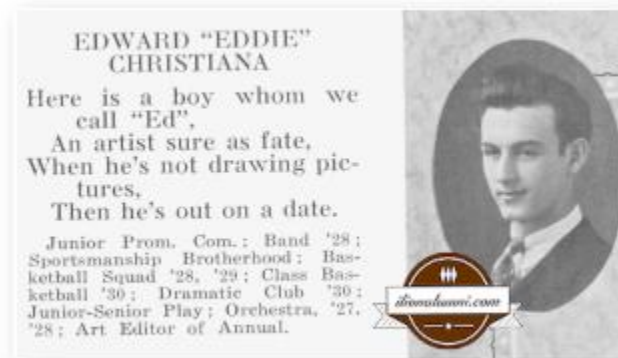 EDWARD “EDDIE”
CHRISTIANA
Here is a boy whom we
call “Ed”,
An artist sure as fate,
When he's not drawing pic-
tures,
Then he's out on a date.
Junior Prom. Com.; Band '28;
Sportsmanship Brotherhood; Bas-
ketball Squad '28, '29; Class Bas-
ketball '30; Dramatic Club '30;
Junior-Senior Play; Orchestra, '27,
'28; Art Editor of Annual.